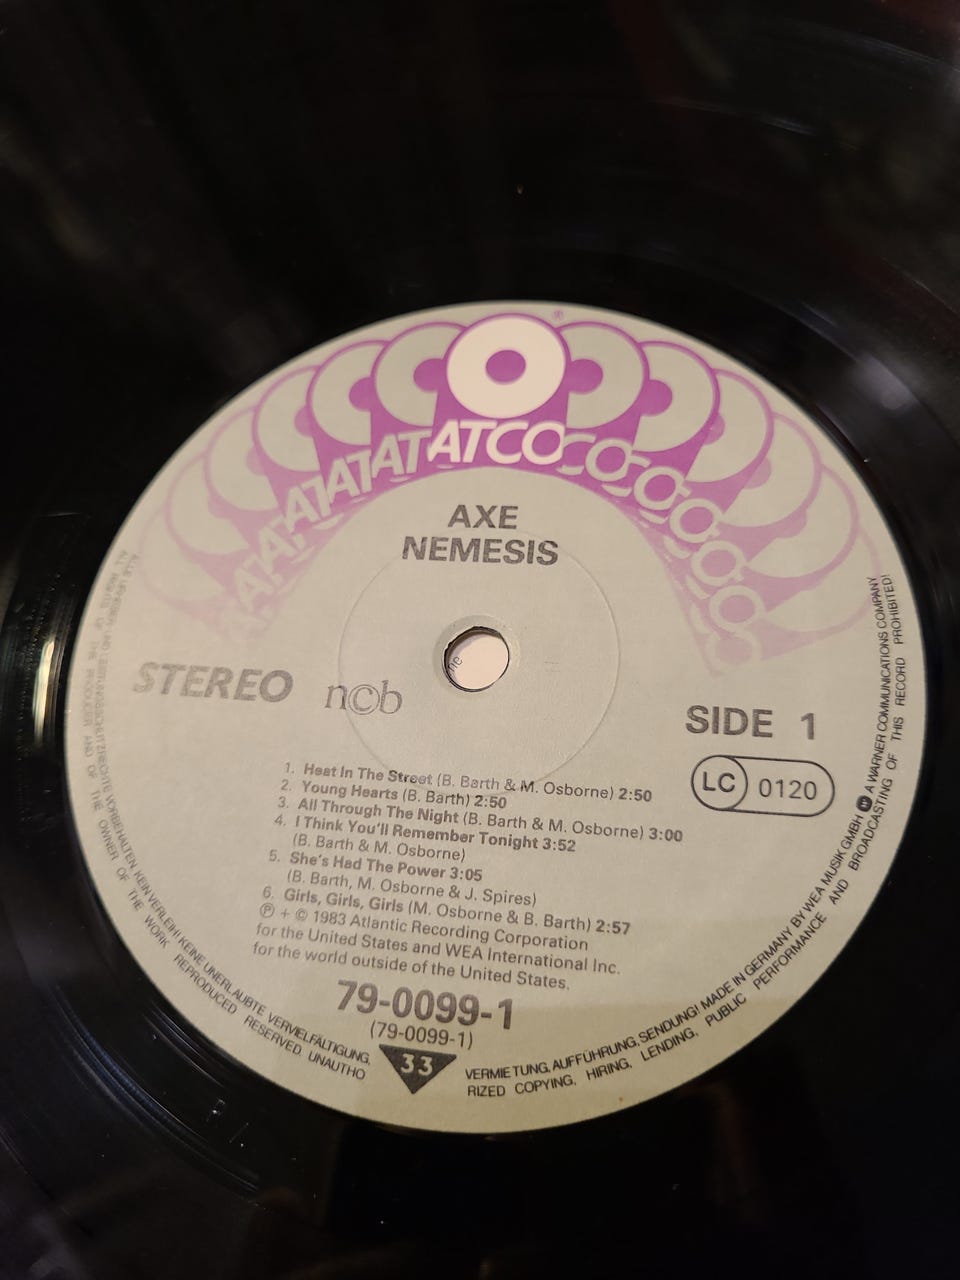 ®
ATATATATATCOCOCOCOCO
AXE
NEMESIS
STEREO
n©b
SIDE 1
LC 0120
1. Heat In The Street (B. Barth & M. Osborne) 2:50
2. Young Hearts (B. Barth) 2:50
3. All Through The Night (B. Barth & M. Osborne) 3:00
4. I Think You'll Remember Tonight 3:52
(B. Barth & M. Osborne)
5. She's Had The Power 3:05
(B. Barth, M. Osborne & J. Spires)
6. Girls, Girls, Girls (M. Osborne & B. Barth) 2:57
Ⓟ + © 1983 Atlantic Recording Corporation
for the United States and WEA International Inc.
for the world outside of the United States.
79-0099-1
(79-0099-1)
33
VORBEHALTEN. KEIN VERLEIH! KEINE UNERLAUBTE VERVIELFÄLTIGUNG, VERMIETUNG, AUFFÜHRUNG, SENDUNG! MADE IN GERMANY BY WEA MUSIK GMBH A WARNER COMMUNICATIONS COMPANY
THE PRODUCER AND OF THE OWNER OF THE WORK REPRODUCED RESERVED. UNAUTHORIZED COPYING, HIRING, LENDING, PUBLIC PERFORMANCE AND BROADCASTING OF THIS RECORD PROHIBITED!